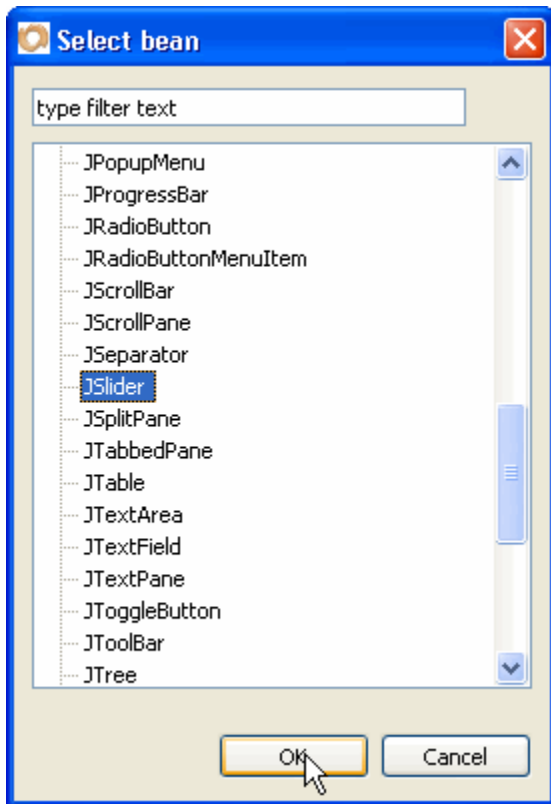 Select bean
type filter text
JPopupMenu
JProgressBar
JRadioButton
JRadioButtonMenuItem
JScrollBar
JScrollPane
JSeparator
JSlider
JSplitPane
JTabbedPane
JTable
JTextArea
JTextField
JTextPane
JToggleButton
JToolBar
JTree
OK Cancel